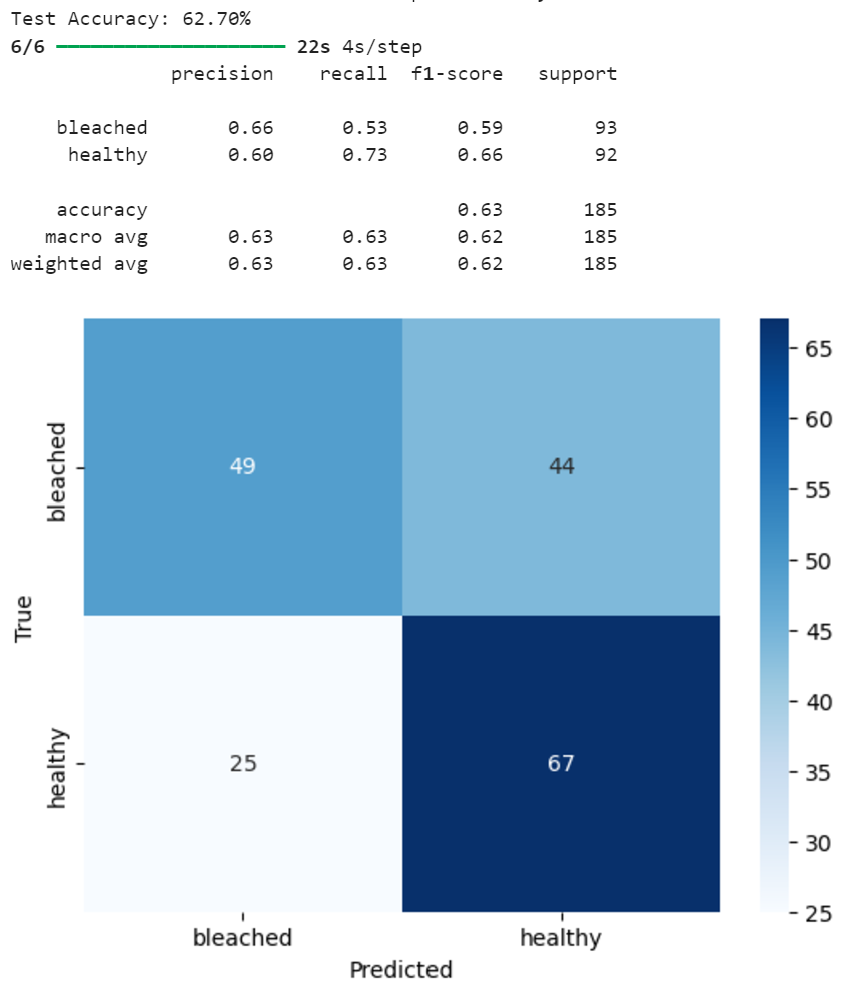 Test Accuracy: 62.70%
6/6 ━━━━━━━━━━━━━━━━━━━━ 22s 4s/step
precision recall f1-score support
bleached 0.66 0.53 0.59 93
healthy 0.60 0.73 0.66 92
accuracy 0.63 185
macro avg 0.63 0.63 0.62 185
weighted avg 0.63 0.63 0.62 185
65
60
55
50
45
40
35
30
25
True
bleached
49 44
healthy
25 67
bleached healthy
Predicted